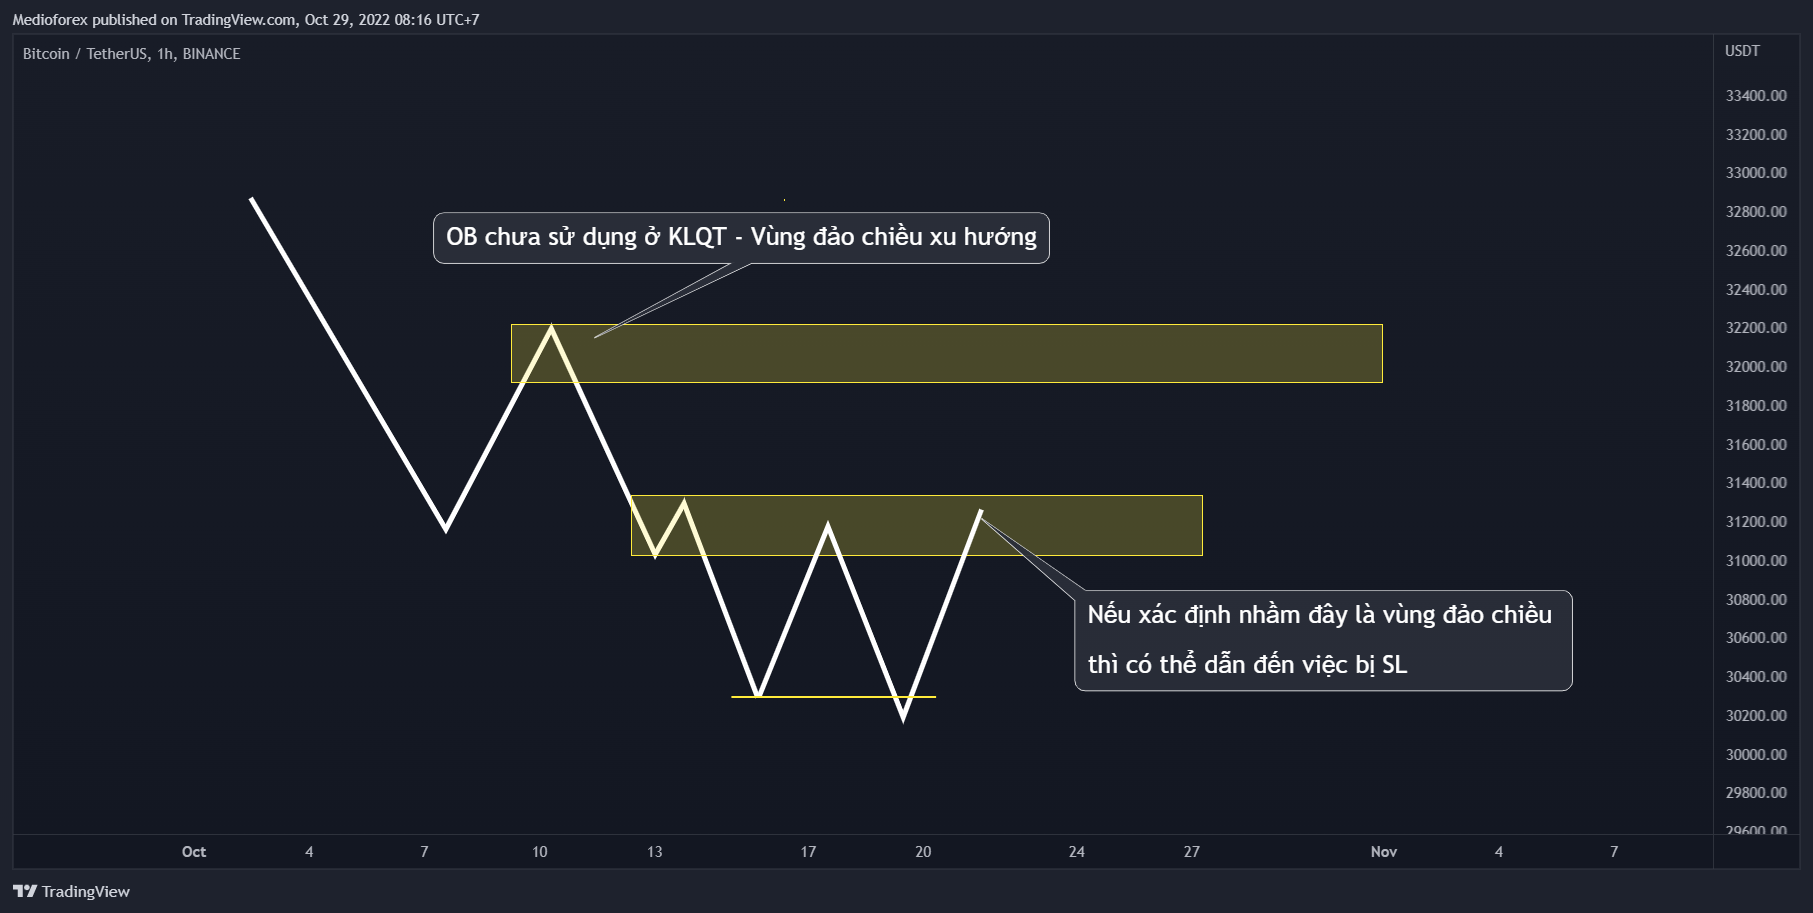 Medioforex published on TradingView.com, Oct 29, 2022 08:16 UTC+7
Bitcoin / TetherUS, 1h, BINANCE
USDT
33400.00
33200.00
33000.00
32800.00
OB chưa sử dụng ở KLQT - Vùng đảo chiều xu hướng
32600.00
32400.00
32200.00
32000.00
31800.00
31600.00
31400.00
31200.00
31000.00
30800.00
Nếu xác định nhầm đây là vùng đảo chiều
thì có thể dẫn đến việc bị SL
30600.00
30400.00
30200.00
30000.00
29800.00
29600.00
Oct 4 7 10 13 17 20 24 27 Nov 4 7
TradingView